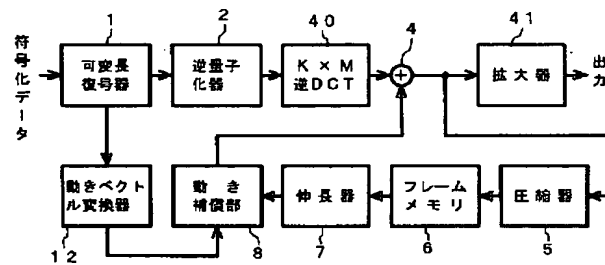 符号化データ
1
可変長
復号器
2
逆量子
化器
40
K×M
逆DCT
4
+
41
拡大器
出力
動きベクト
ル変換器
12
動き
補償部
8
伸長器
7
フレーム
メモリ
6
圧縮器
5